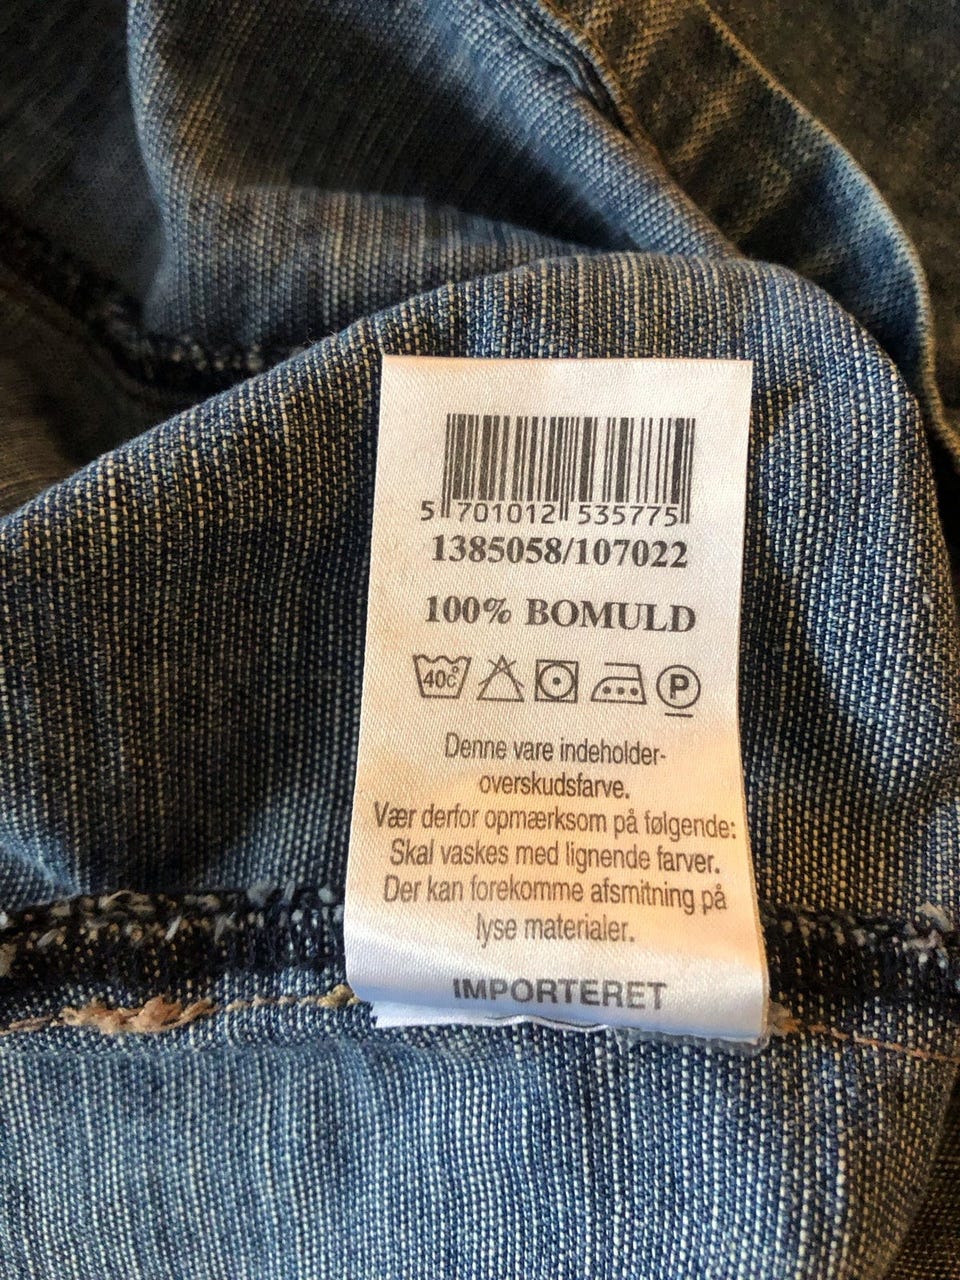 5 701012 535775
1385058/107022
100% BOMULD
40C° P
Denne vare indeholder-
overskudsfarve.
Vær derfor opmærksom på følgende:
Skal vaskes med lignende farver.
Der kan forekomme afsmitning på
lyse materialer.
IMPORTERET